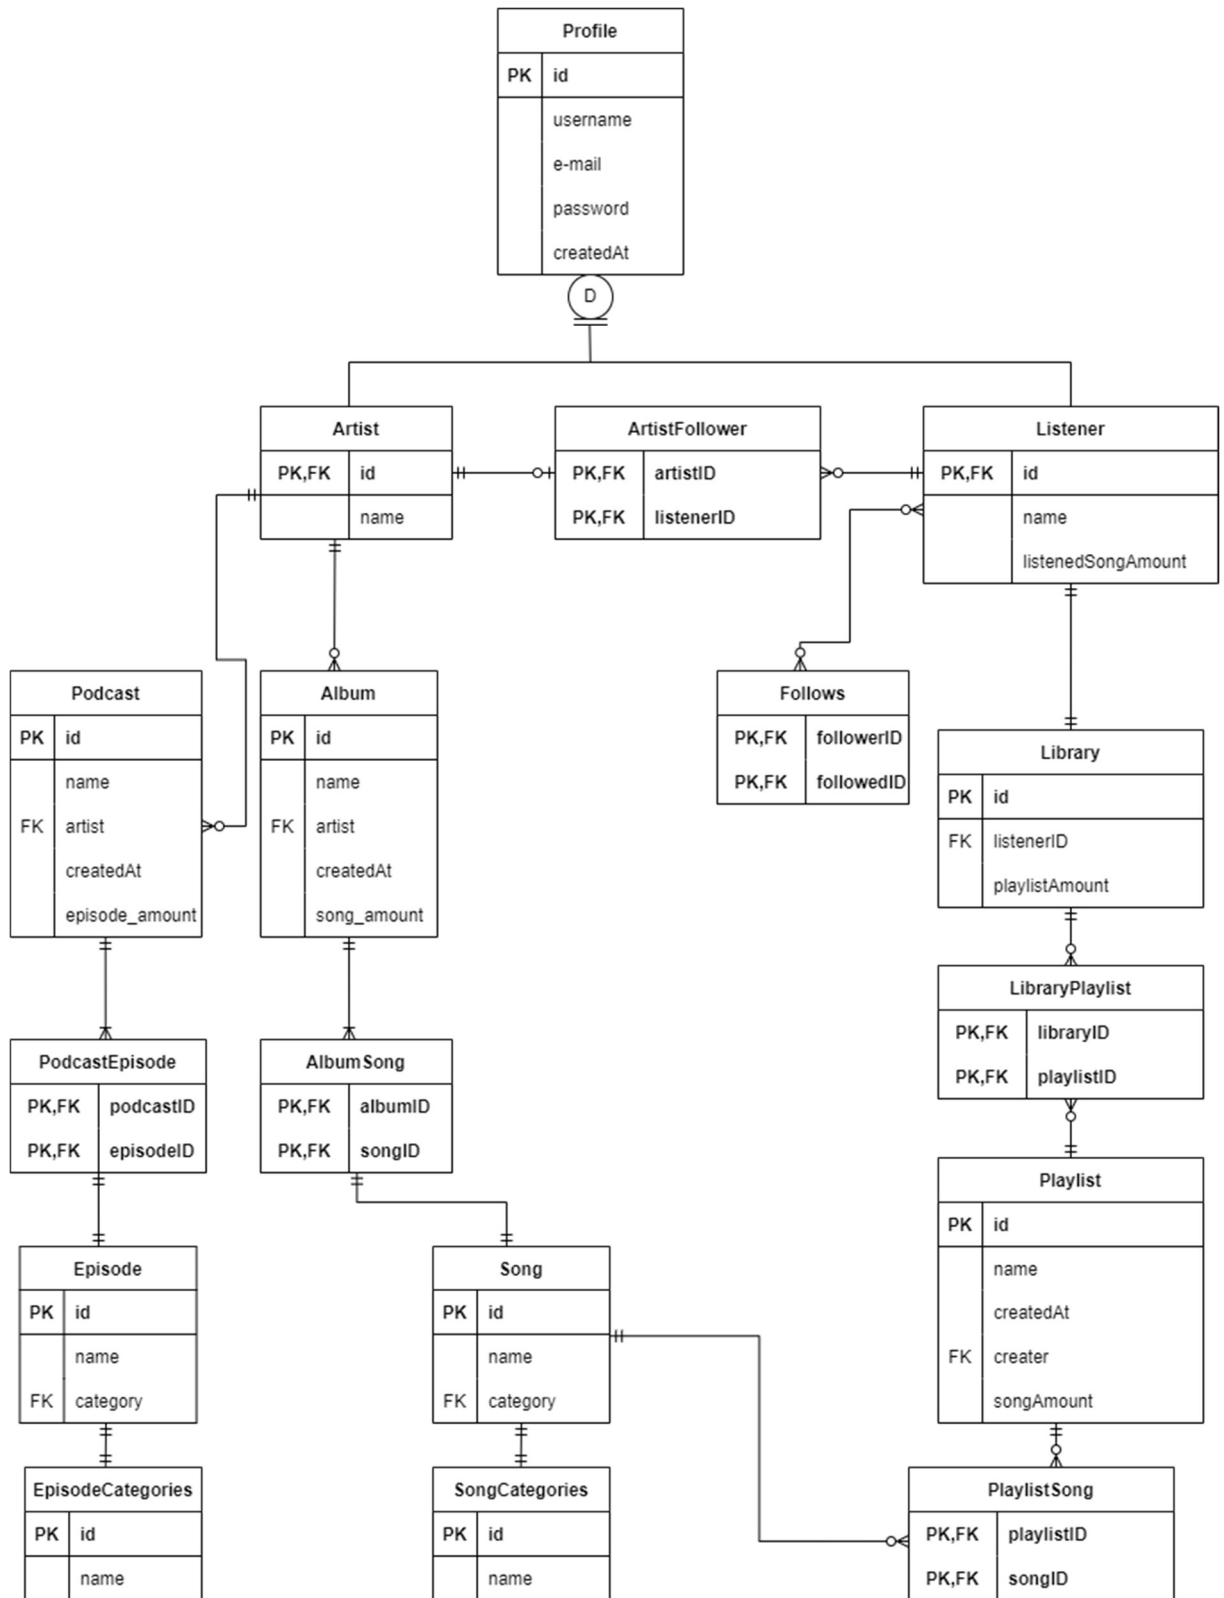 Profile
PK id
username
e-mail
password
createdAt
D
Artist
PK,FK id
name
ArtistFollower
PK,FK artistID
PK,FK listenerID
Listener
PK,FK id
name
listenedSongAmount
Podcast
PK id
name
FK artist
createdAt
episode_amount
Album
PK id
name
FK artist
createdAt
song_amount
Follows
PK,FK followerID
PK,FK followedID
Library
PK id
FK listenerID
playlistAmount
LibraryPlaylist
PK,FK libraryID
PK,FK playlistID
PodcastEpisode
PK,FK podcastID
PK,FK episodeID
AlbumSong
PK,FK albumID
PK,FK songID
Playlist
PK id
name
createdAt
FK creater
songAmount
Episode
PK id
name
FK category
Song
PK id
name
FK category
EpisodeCategories
PK id
name
SongCategories
PK id
name
PlaylistSong
PK,FK playlistID
PK,FK songID